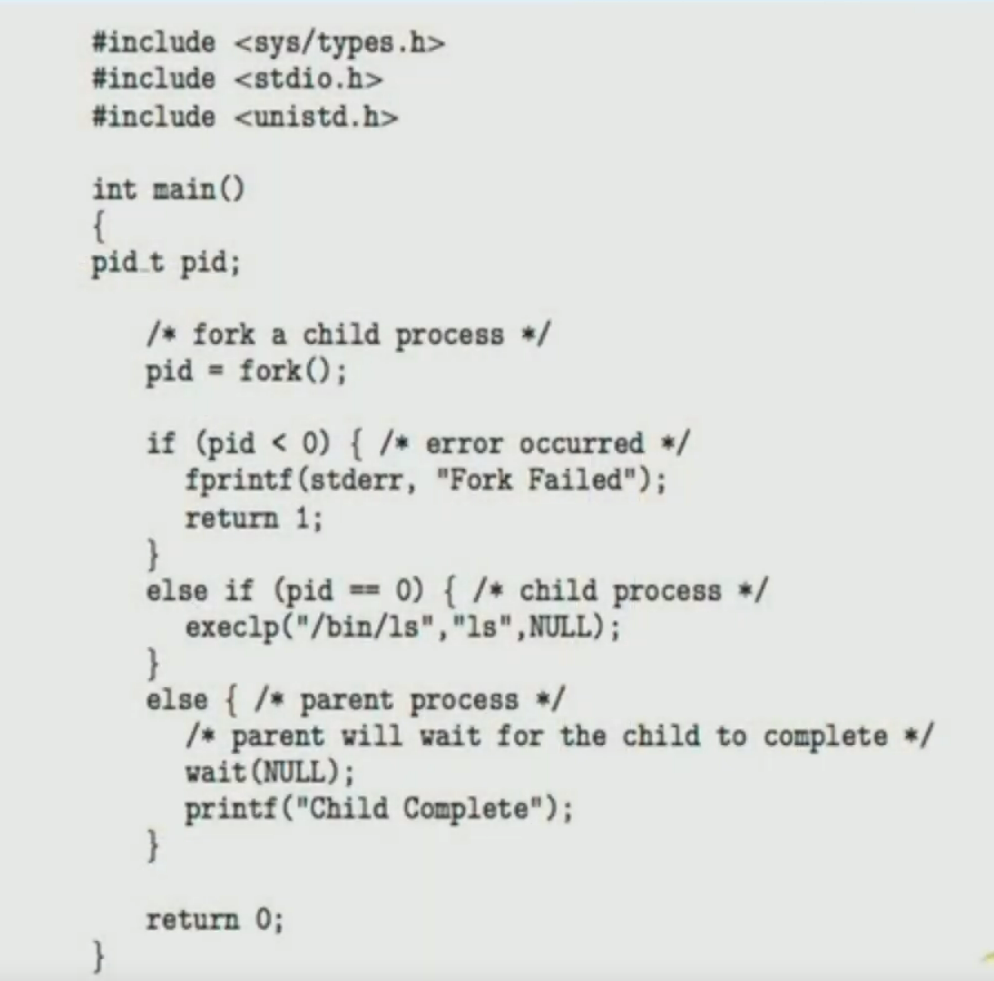 #include <sys/types.h>
#include <stdio.h>
#include <unistd.h>
int main()
{
pid_t pid;
/* fork a child process */
pid = fork();
if (pid < 0) { /* error occurred */
fprintf(stderr, "Fork Failed");
return 1;
}
else if (pid == 0) { /* child process */
execlp("/bin/ls","ls",NULL);
}
else { /* parent process */
/* parent will wait for the child to complete */
wait(NULL);
printf("Child Complete");
}
return 0;
}